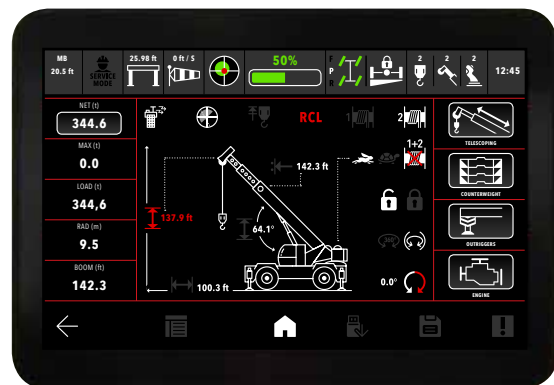 MB
20.5 ft
SERVICE
MODE
25.98 ft
0 ft / 5
50%
F
P
R
2
2
2
12:45
NET (t)
344.6
MAX (t)
0.0
LOAD (t)
344,6
RAD (m)
9.5
BOOM (ft)
142.3
RCL
1
2
1+2
142.3 ft
137.9 ft
64.1°
100.3 ft
360
0.0°
TELESCOPING
COUNTERWEIGHT
OUTRIGGERS
ENGINE